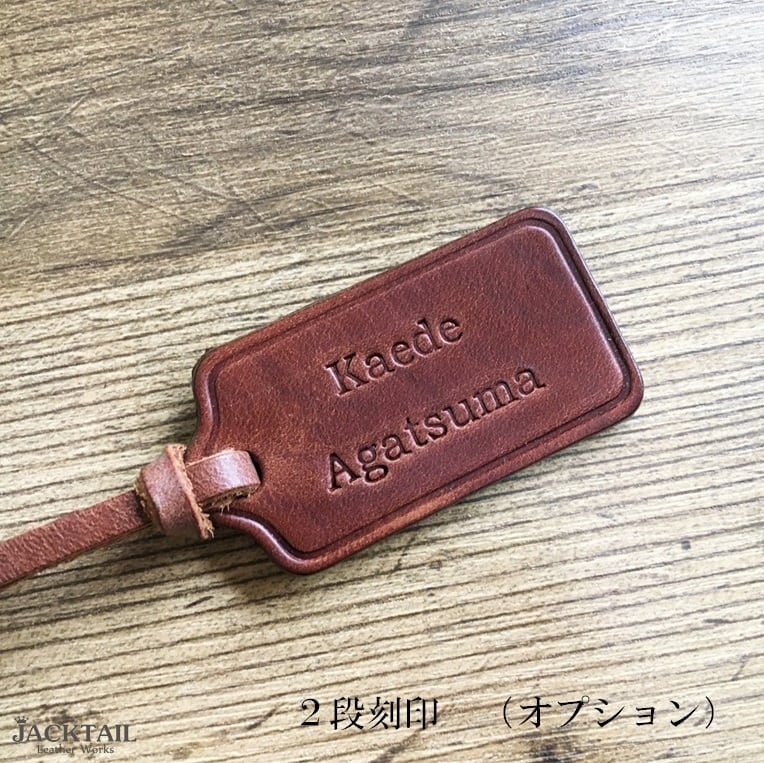 Kaede
Agatsuma
２段刻印　（オプション）
JACKTAIL
Leather Works